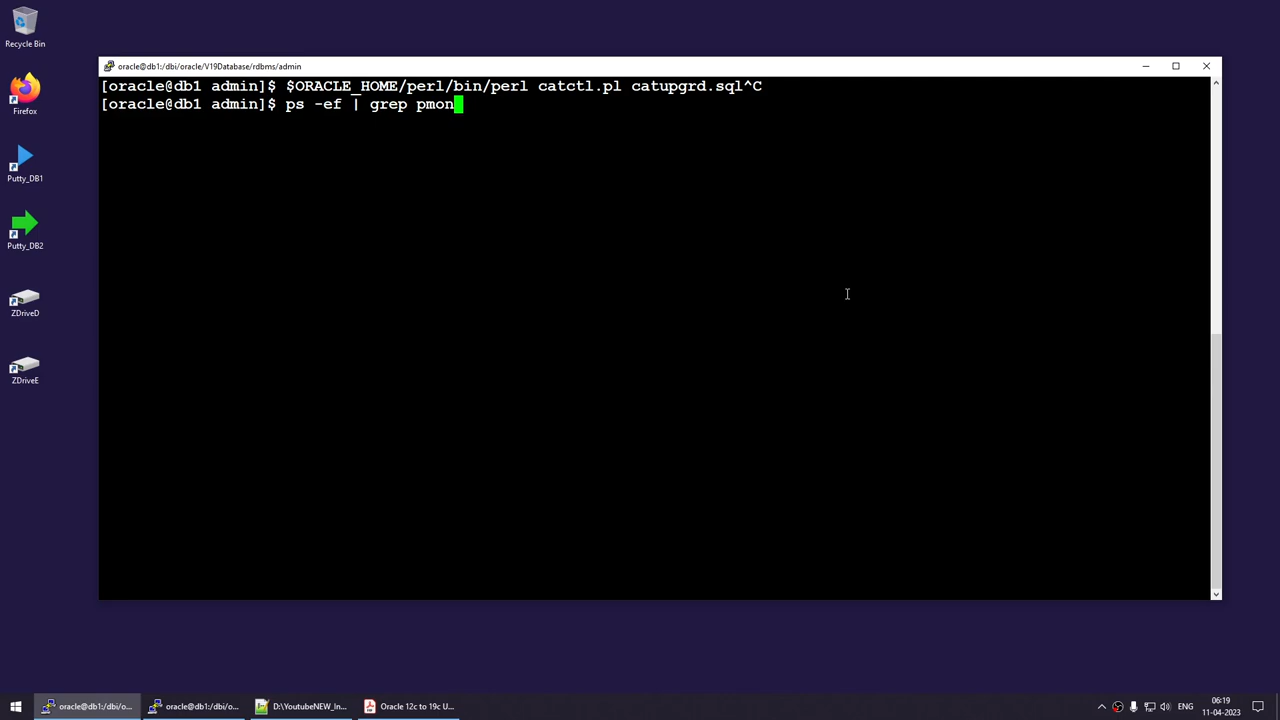 Recycle Bin
Firefox
Putty_DB1
Putty_DB2
ZDriveD
ZDriveE
oracle@db1:/dbi/oracle/V19Database/rdbms/admin
[oracle@db1 admin]$ $ORACLE_HOME/perl/bin/perl catctl.pl catupgrd.sql^C
[oracle@db1 admin]$ ps -ef | grep pmon
oracle@db1:/dbi/o...
oracle@db1:/dbi/o...
D:\YoutubeNEW_In...
Oracle 12c to 19c U...
ENG
06:19
11-04-2023